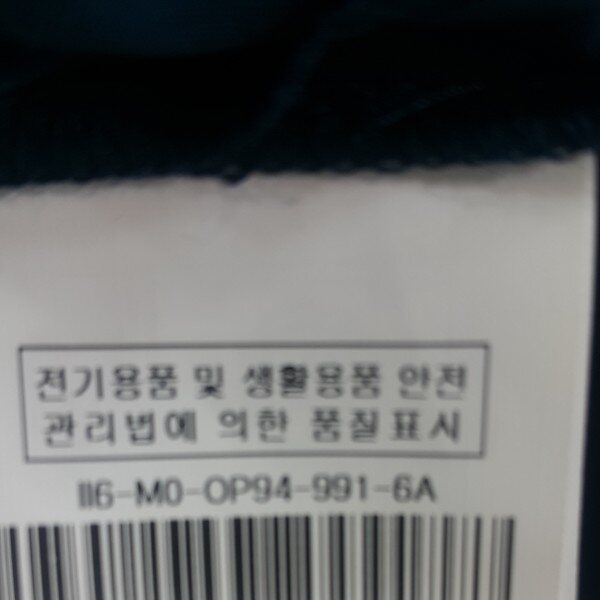 전기용품 및 생활용품 안전
관리법에 의한 품질표시
II6-M0-OP94-991-6A